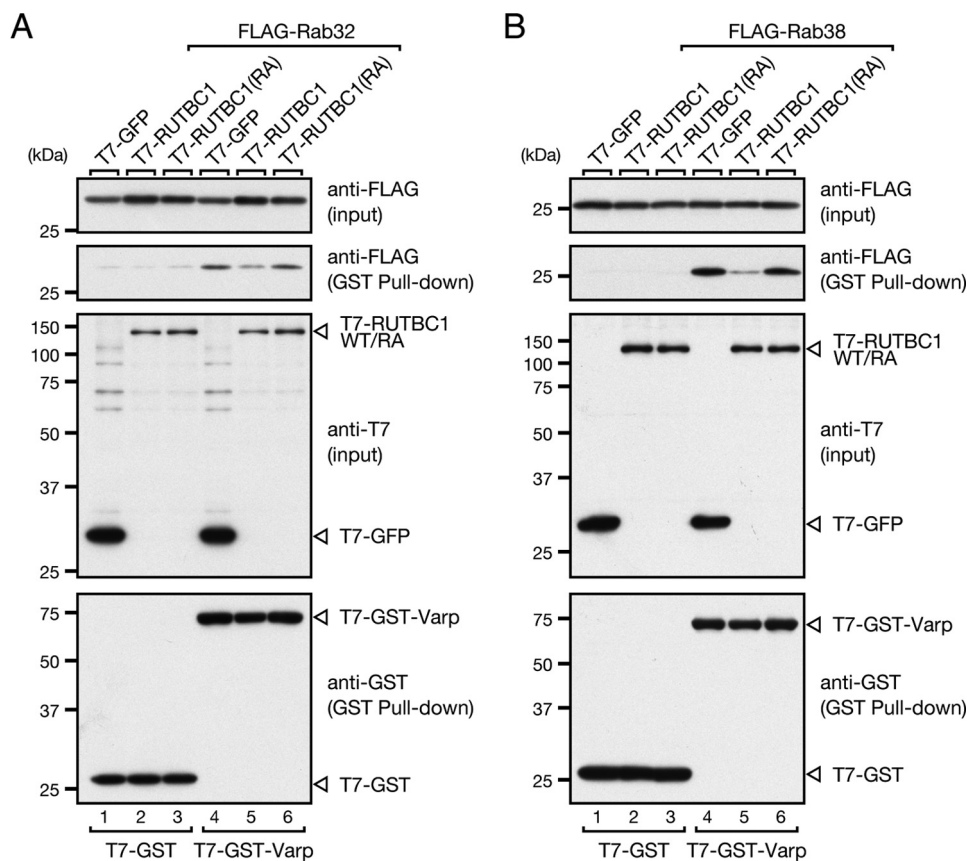 A
FLAG-Rab32
T7-GFP
T7-RUTBC1
T7-RUTBC1(RA)
T7-GFP
T7-RUTBC1
T7-RUTBC1(RA)
(kDa)
25
anti-FLAG
(input)
25
anti-FLAG
(GST Pull-down)
150
100
75
50
37
25
T7-RUTBC1
WT/RA
anti-T7
(input)
T7-GFP
75
50
37
25
T7-GST-Varp
anti-GST
(GST Pull-down)
T7-GST
1 2 3 4 5 6
T7-GST T7-GST-Varp
B
FLAG-Rab38
T7-GFP
T7-RUTBC1
T7-RUTBC1(RA)
T7-GFP
T7-RUTBC1
T7-RUTBC1(RA)
(kDa)
25
anti-FLAG
(input)
25
anti-FLAG
(GST Pull-down)
150
100
75
50
37
25
T7-RUTBC1
WT/RA
anti-T7
(input)
T7-GFP
75
50
37
25
T7-GST-Varp
anti-GST
(GST Pull-down)
T7-GST
1 2 3 4 5 6
T7-GST T7-GST-Varp